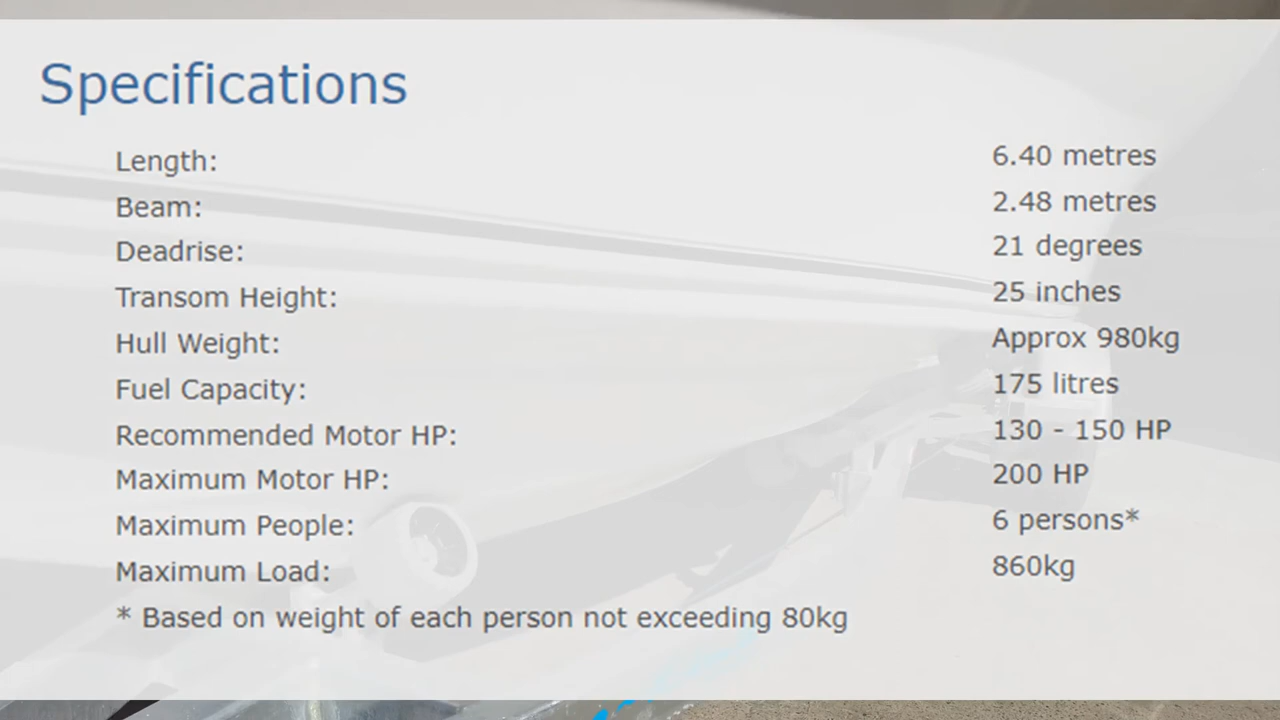 Specifications
Length: 6.40 metres
Beam: 2.48 metres
Deadrise: 21 degrees
Transom Height: 25 inches
Hull Weight: Approx 980kg
Fuel Capacity: 175 litres
Recommended Motor HP: 130 - 150 HP
Maximum Motor HP: 200 HP
Maximum People: 6 persons*
Maximum Load: 860kg
* Based on weight of each person not exceeding 80kg